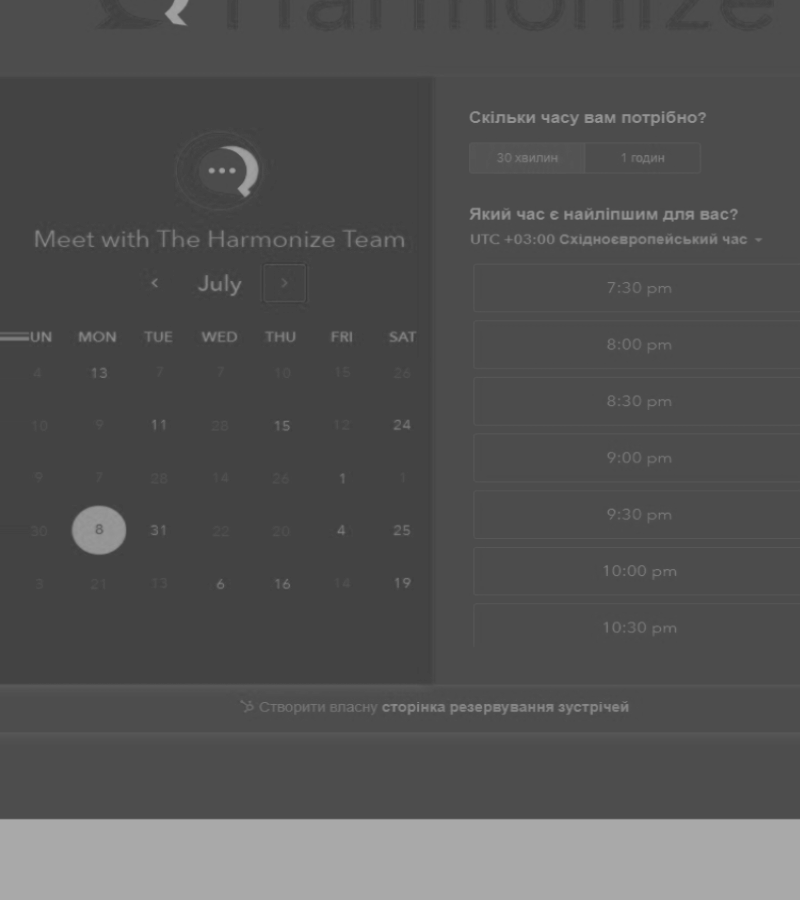 Harmonize
Meet with The Harmonize Team
July
UN MON TUE WED THU FRI SAT
4 13 7 7 10 15 26
10 9 11 28 15 12 24
9 7 28 14 26 1 1
30 8 31 22 20 4 25
3 21 13 6 16 14 19
Скільки часу вам потрібно?
30 хвилин 1 годин
Який час є найліпшим для вас?
UTC +03:00 Східноєвропейський час
7:30 pm
8:00 pm
8:30 pm
9:00 pm
9:30 pm
10:00 pm
10:30 pm
Створити власну сторінка резервування зустрічей